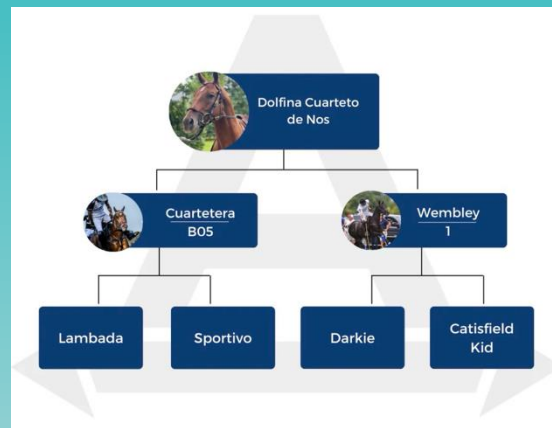 Dolfina Cuarteto
de Nos
Cuartetera
B05
Wembley
1
Lambada
Sportivo
Darkie
Catisfield
Kid